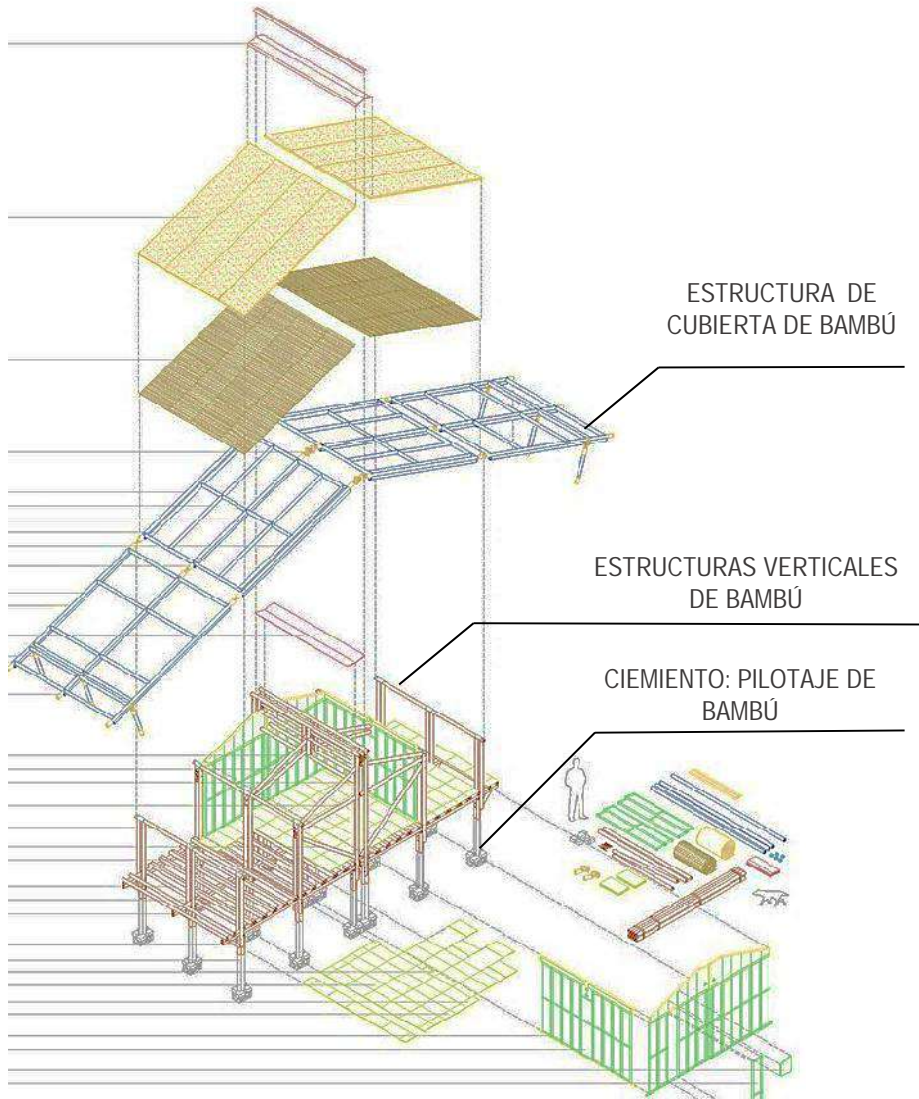 ESTRUCTURA DE
CUBIERTA DE BAMBÚ
ESTRUCTURAS VERTICALES
DE BAMBÚ
CIEMIENTO: PILOTAJE DE
BAMBÚ